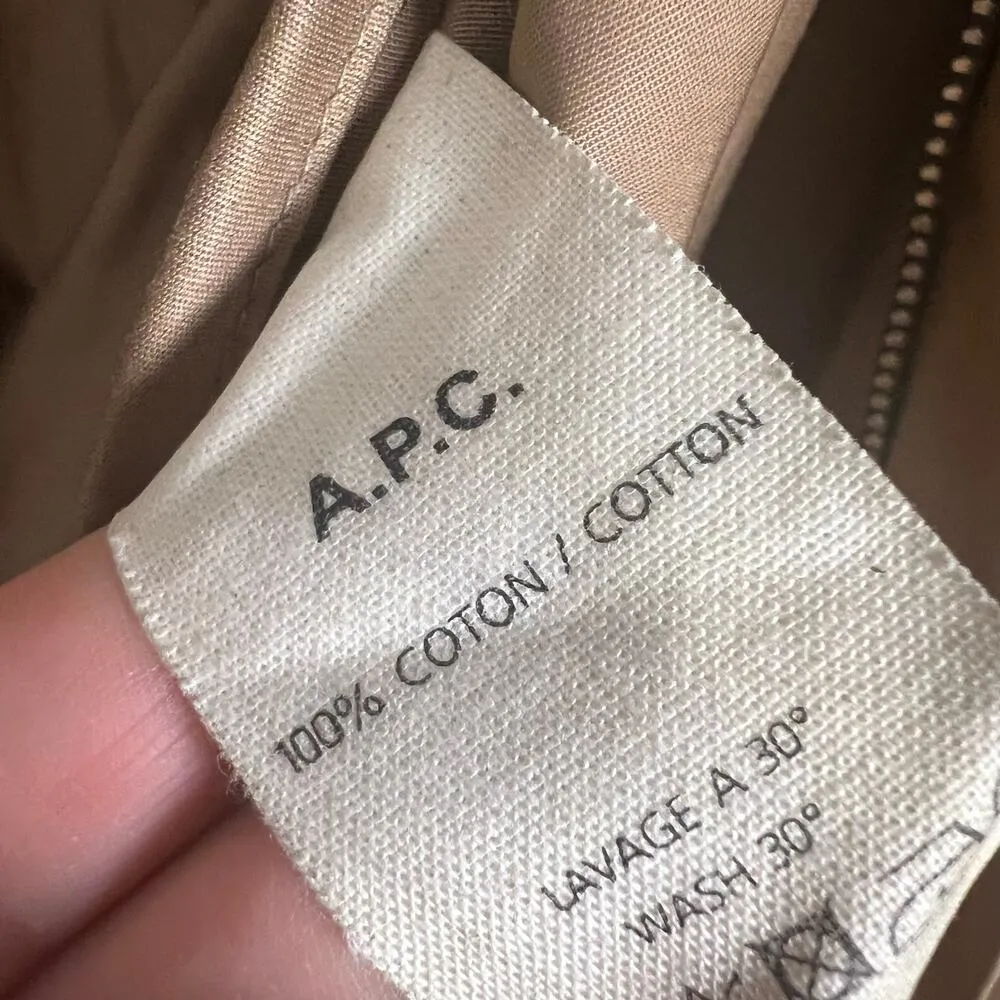 A.P.C.
100% COTON / COTTON
LAVAGE A 30°
WASH 30°